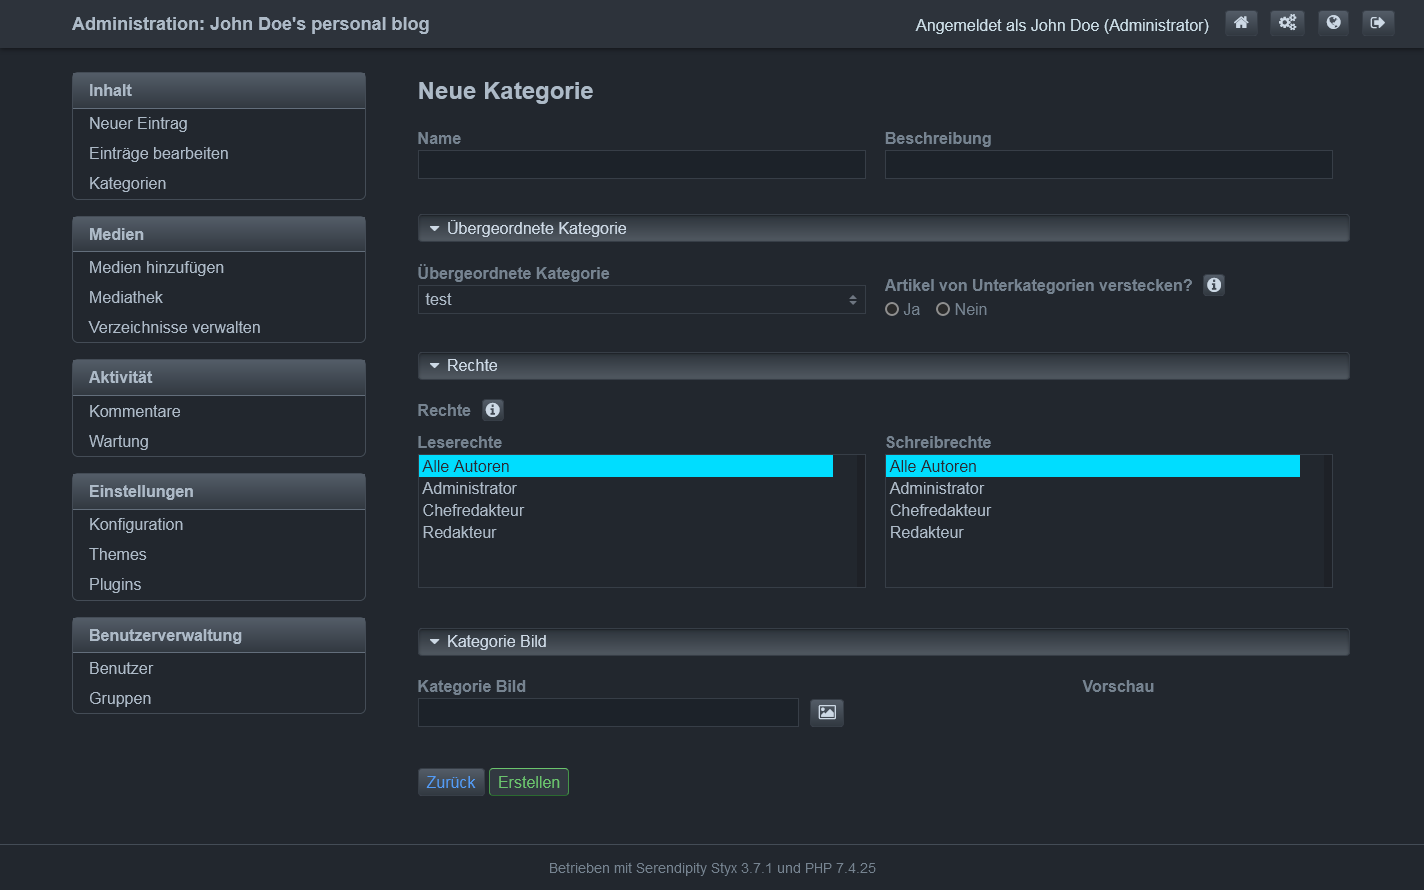 Administration: John Doe's personal blog
Angemeldet als John Doe (Administrator)
Inhalt
Neuer Eintrag
Einträge bearbeiten
Kategorien
Medien
Medien hinzufügen
Mediathek
Verzeichnisse verwalten
Aktivität
Kommentare
Wartung
Einstellungen
Konfiguration
Themes
Plugins
Benutzerverwaltung
Benutzer
Gruppen
Neue Kategorie
Name
Beschreibung
Übergeordnete Kategorie
Übergeordnete Kategorie
test
Artikel von Unterkategorien verstecken?
Ja Nein
Rechte
Rechte
Leserechte
Alle Autoren
Administrator
Chefredakteur
Redakteur
Schreibrechte
Alle Autoren
Administrator
Chefredakteur
Redakteur
Kategorie Bild
Kategorie Bild
Vorschau
Zurück Erstellen
Betrieben mit Serendipity Styx 3.7.1 und PHP 7.4.25